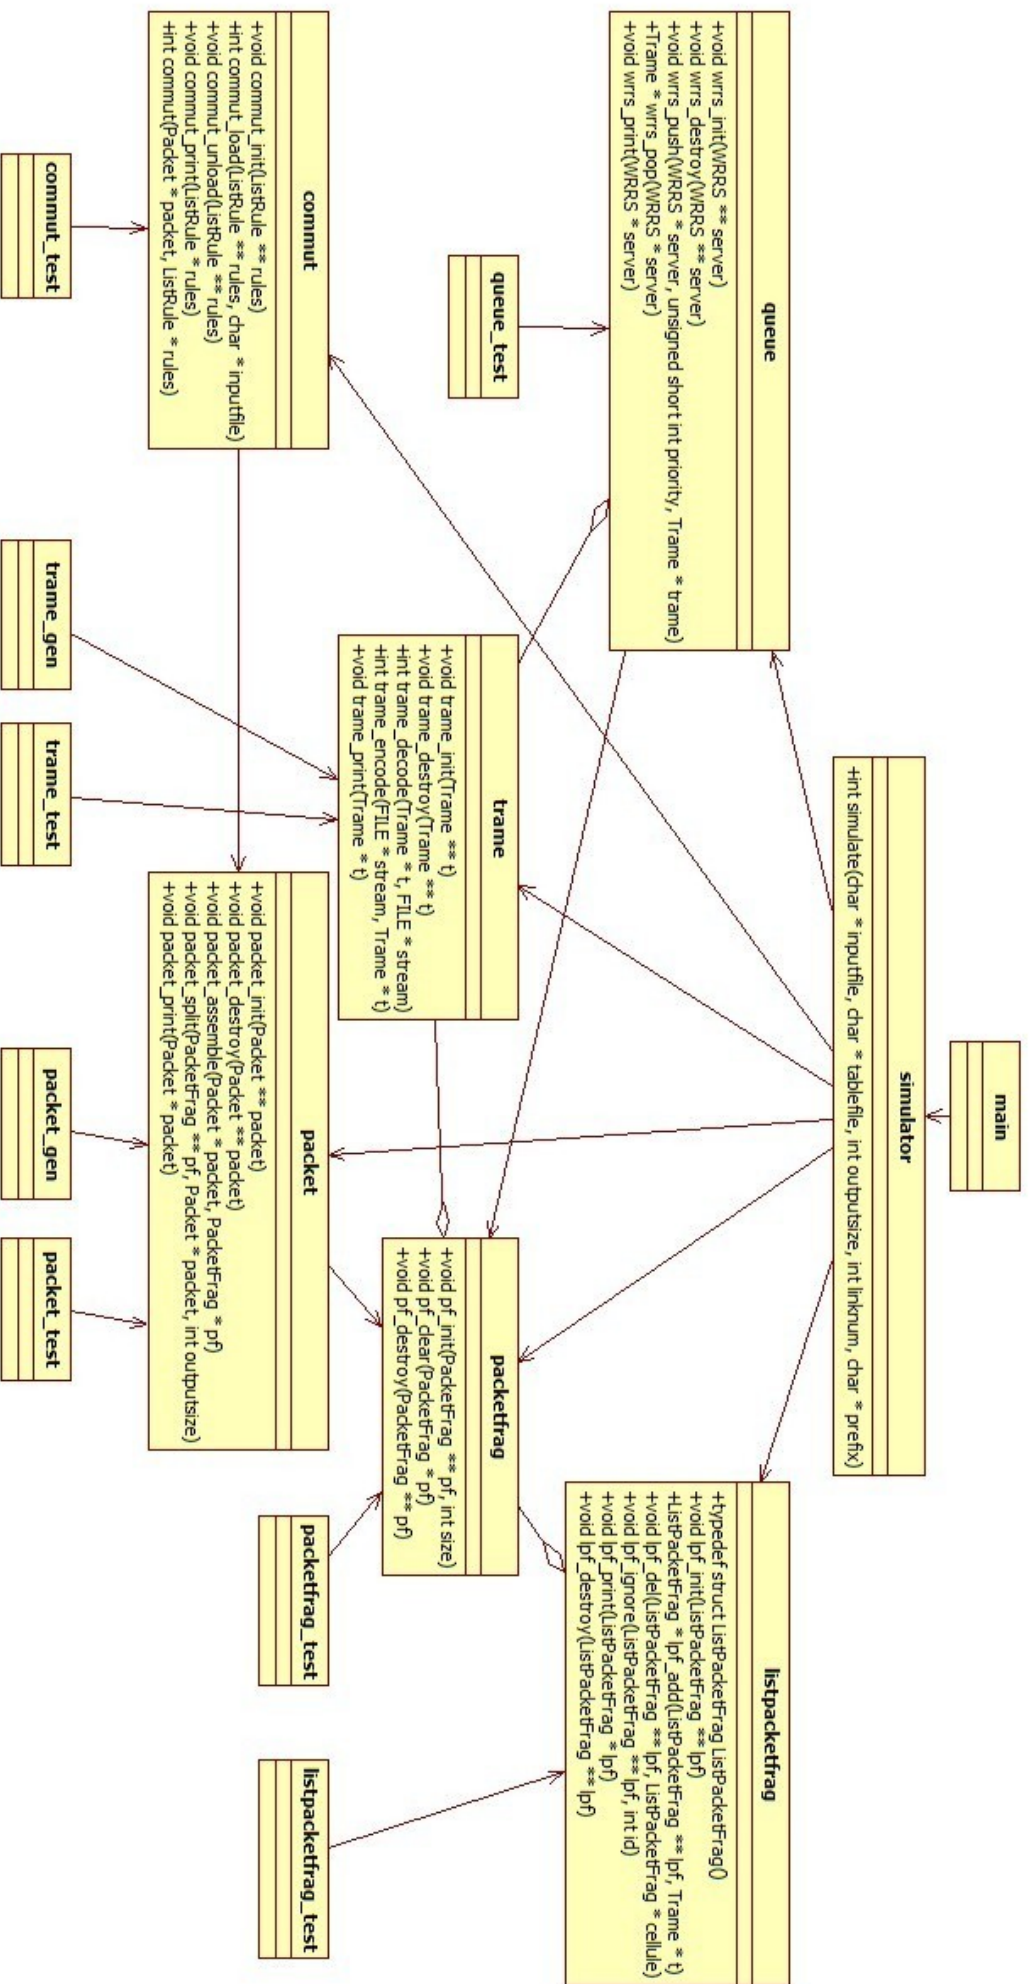 main
simulator
+int simulate(char * inputfile, char * tablefile, int outputsize, int linknum, char * prefix)
queue
+void wrrs_init(WRRS ** server)
+void wrrs_destroy(WRRS ** server)
+void wrrs_push(WRRS * server, unsigned short int priority, Trame * trame)
+Trame * wrrs_pop(WRRS * server)
+void wrrs_print(WRRS * server)
listpacketfrag
+typedef struct ListPacketFrag ListPacketFrag()
+void lpf_init(ListPacketFrag ** lpf)
+ListPacketFrag * lpf_add(ListPacketFrag ** lpf, Trame * t)
+void lpf_del(ListPacketFrag ** lpf, ListPacketFrag * cellule)
+void lpf_ignore(ListPacketFrag ** lpf, int id)
+void lpf_print(ListPacketFrag * lpf)
+void lpf_destroy(ListPacketFrag ** lpf)
queue_test
trame
+void trame_init(Trame ** t)
+void trame_destroy(Trame ** t)
+int trame_decode(Trame * t, FILE * stream)
+int trame_encode(FILE * stream, Trame * t)
+void trame_print(Trame * t)
packetfrag
+void pf_init(PacketFrag ** pf, int size)
+void pf_clear(PacketFrag * pf)
+void pf_destroy(PacketFrag ** pf)
commut
+void commut_init(ListRule ** rules)
+int commut_load(ListRule ** rules, char * inputfile)
+void commut_unload(ListRule ** rules)
+void commut_print(ListRule * rules)
+int commut(Packet * packet, ListRule * rules)
packet
+void packet_init(Packet ** packet)
+void packet_destroy(Packet ** packet)
+void packet_assemble(Packet * packet, PacketFrag * pf)
+void packet_split(PacketFrag ** pf, Packet * packet, int outputsize)
+void packet_print(Packet * packet)
packetfrag_test
listpacketfrag_test
commut_test
trame_gen
trame_test
packet_gen
packet_test